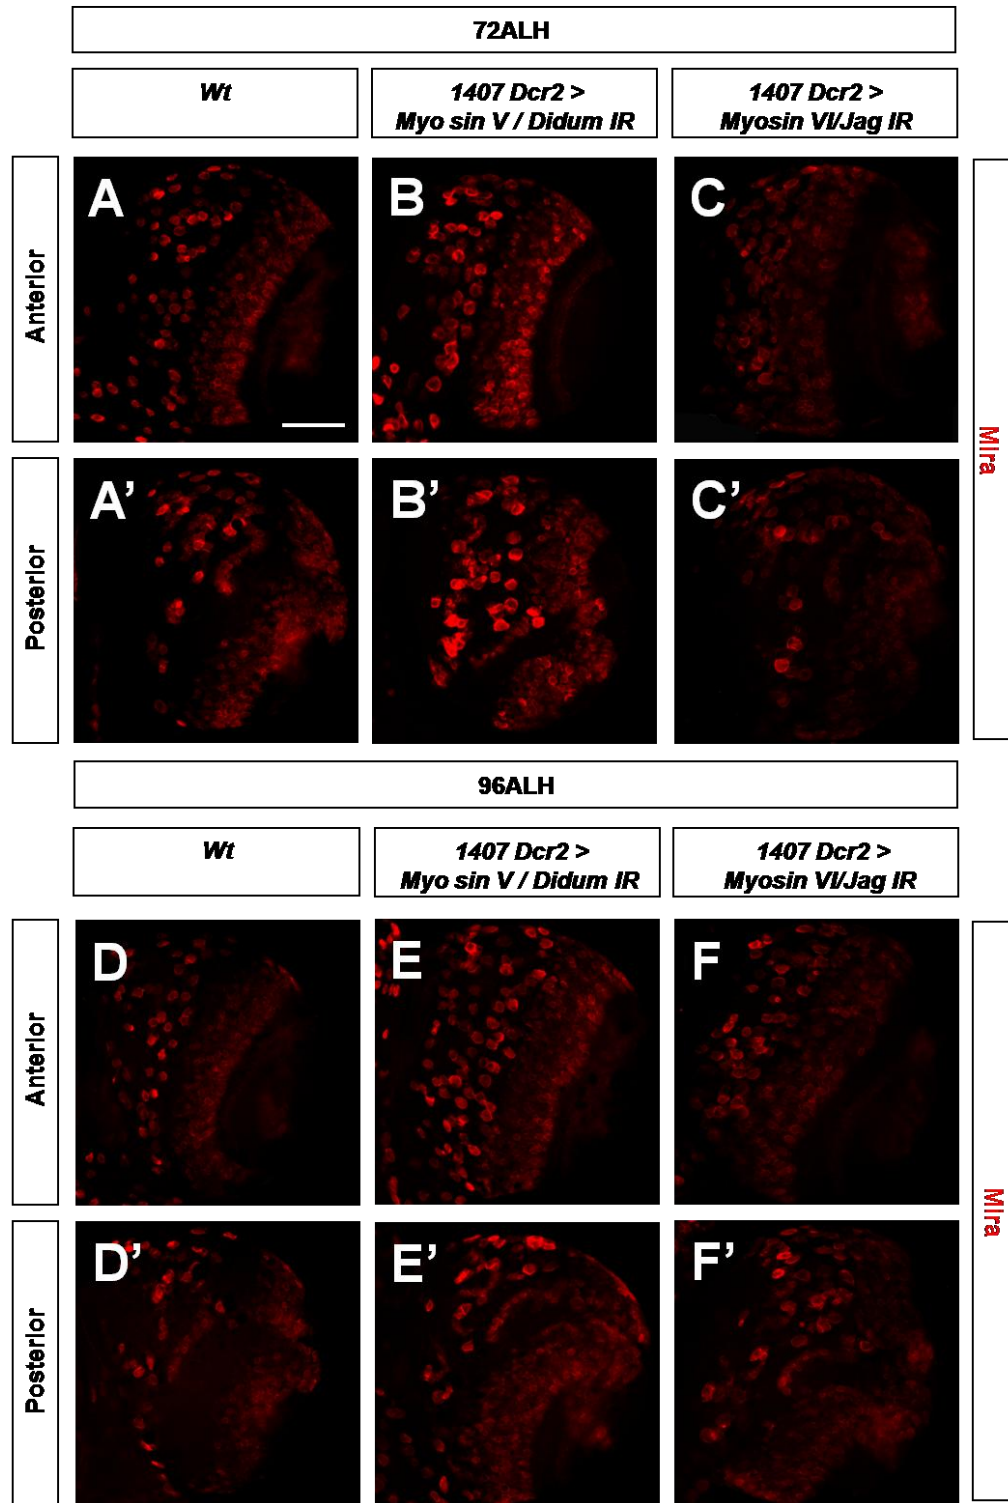 72ALH
Wt
1407 Dcr2 >
Myo sin V / Didum IR
1407 Dcr2 >
Myosin VI/Jag IR
Anterior
A
B
C
Mira
Posterior
A’
B’
C’
96ALH
Wt
1407 Dcr2 >
Myo sin V / Didum IR
1407 Dcr2 >
Myosin VI/Jag IR
Anterior
D
E
F
Mira
Posterior
D’
E’
F’